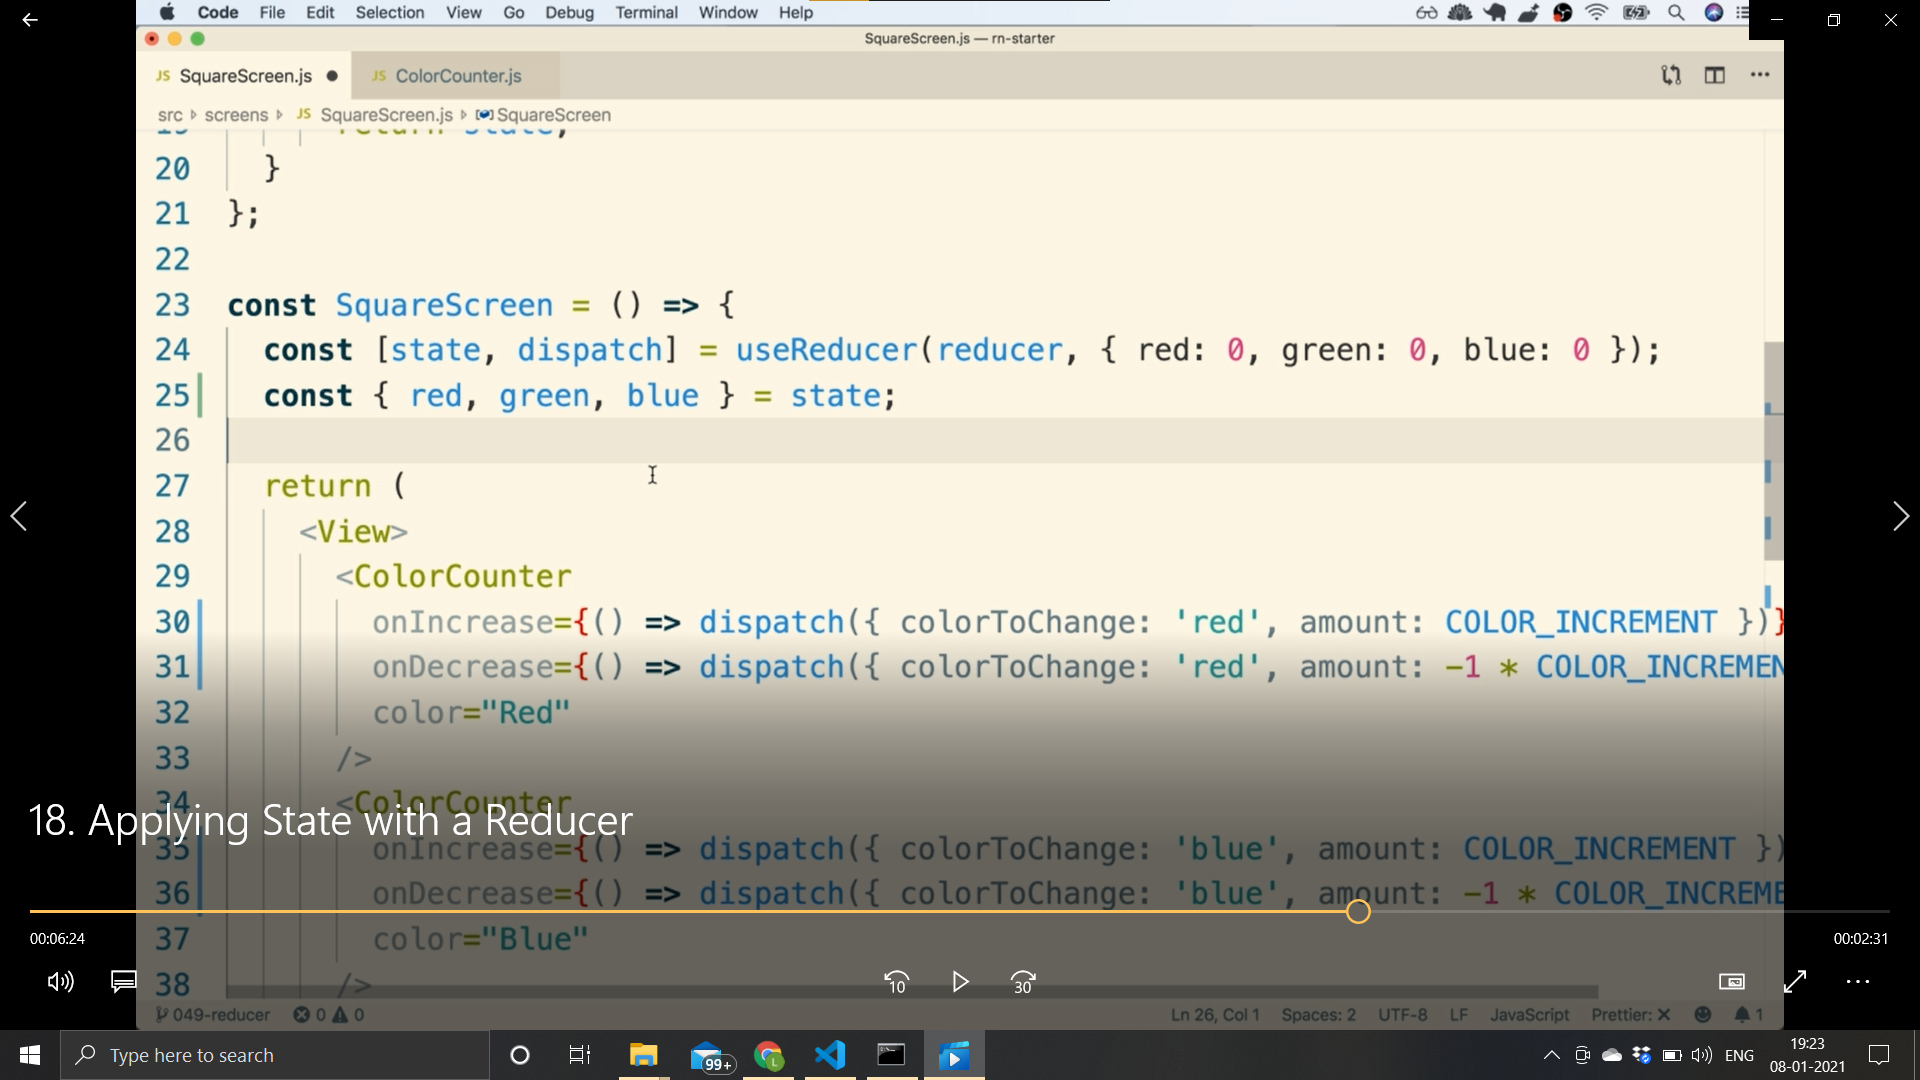 Code File Edit Selection View Go Debug Terminal Window Help
SquareScreen.js — rn-starter
JS SquareScreen.js ● JS ColorCounter.js
src screens JS SquareScreen.js SquareScreen
19 return state;
20 }
21 };
22
23 const SquareScreen = () => {
24 const [state, dispatch] = useReducer(reducer, { red: 0, green: 0, blue: 0 });
25 const { red, green, blue } = state;
26
27 return (
28 <View>
29 <ColorCounter
30 onIncrease={() => dispatch({ colorToChange: 'red', amount: COLOR_INCREMENT })}
31 onDecrease={() => dispatch({ colorToChange: 'red', amount: -1 * COLOR_INCREMEN
32 color="Red"
33 />
34 <ColorCounter
18. Applying State with a Reducer
35 onIncrease={() => dispatch({ colorToChange: 'blue', amount: COLOR_INCREMENT })
36 onDecrease={() => dispatch({ colorToChange: 'blue', amount: -1 * COLOR_INCREME
00:06:24 00:02:31
37 color="Blue"
38 />
10 30
049-reducer 0 0 Ln 26, Col 1 Spaces: 2 UTF-8 LF JavaScript Prettier: X 1
Type here to search 99+ L ENG 19:23
08-01-2021